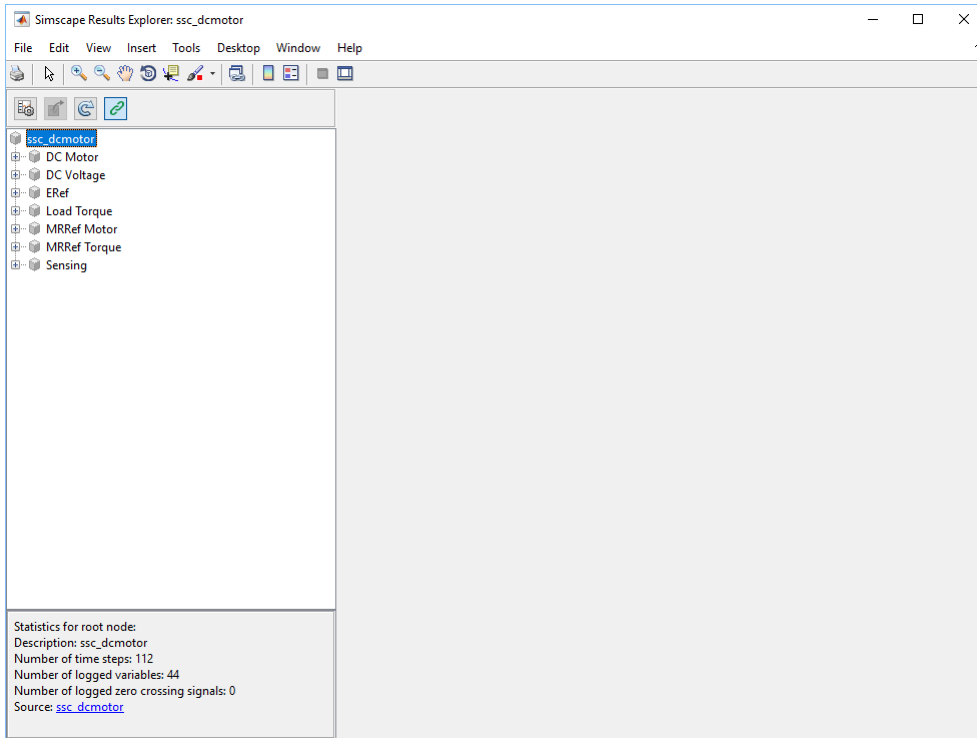 Simscape Results Explorer: ssc_dcmotor
File Edit View Insert Tools Desktop Window Help
ssc_dcmotor
DC Motor
DC Voltage
ERef
Load Torque
MRRef Motor
MRRef Torque
Sensing
Statistics for root node:
Description: ssc_dcmotor
Number of time steps: 112
Number of logged variables: 44
Number of logged zero crossing signals: 0
Source: ssc_dcmotor